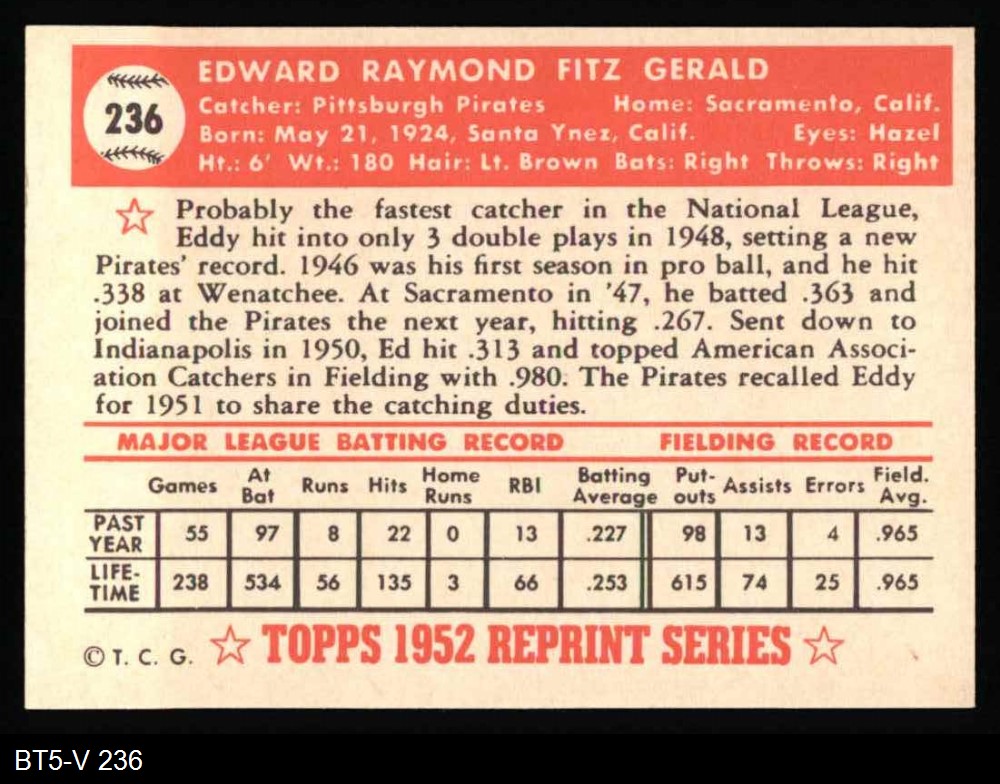 236
EDWARD RAYMOND FITZ GERALD
Catcher: Pittsburgh Pirates Home: Sacramento, Calif.
Born: May 21, 1924, Santa Ynez, Calif. Eyes: Hazel
Ht.: 6' Wt.: 180 Hair: Lt. Brown Bats: Right Throws: Right
Probably the fastest catcher in the National League,
Eddy hit into only 3 double plays in 1948, setting a new
Pirates' record. 1946 was his first season in pro ball, and he hit
.338 at Wenatchee. At Sacramento in '47, he batted .363 and
joined the Pirates the next year, hitting .267. Sent down to
Indianapolis in 1950, Ed hit .313 and topped American Associ-
ation Catchers in Fielding with .980. The Pirates recalled Eddy
for 1951 to share the catching duties.
MAJOR LEAGUE BATTING RECORD FIELDING RECORD
Games At Bat Runs Hits Home Runs RBI Batting Average Put-outs Assists Errors Field. Avg.
PAST YEAR 55 97 8 22 0 13 .227 98 13 4 .965
LIFE-TIME 238 534 56 135 3 66 .253 615 74 25 .965
© T. C. G. ☆ TOPPS 1952 REPRINT SERIES ☆
BT5-V 236